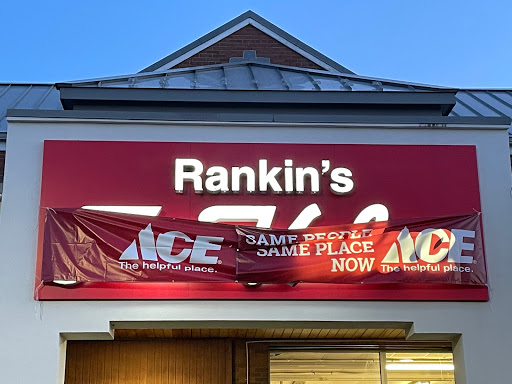 Rankin's
ACE
The helpful place.
SAME PEOPLE
SAME PLACE
NOW
ACE
The helpful place.